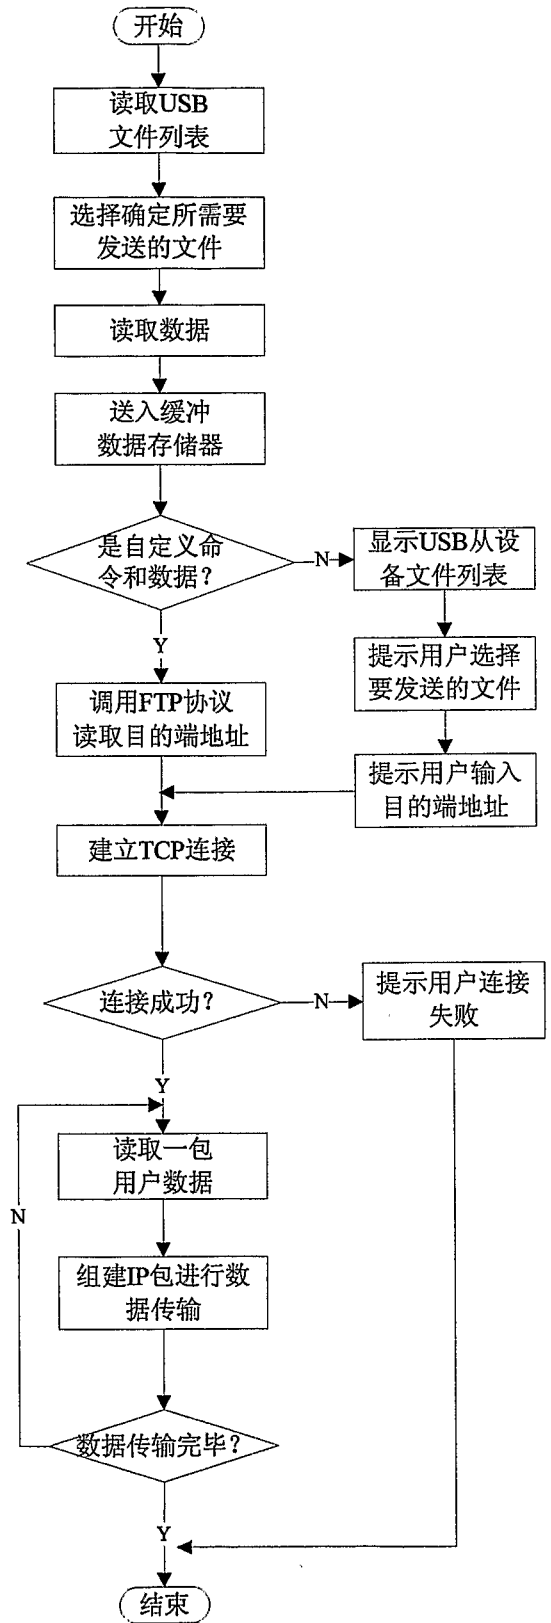 开始
读取USB
文件列表
选择确定所需要
发送的文件
读取数据
送入缓冲
数据存储器
是自定义命
令和数据？
N
显示USB从设
备文件列表
Y
提示用户选择
要发送的文件
调用FTP协议
读取目的端地址
提示用户输入
目的端地址
建立TCP连接
连接成功？
N
提示用户连接
失败
Y
读取一包
用户数据
N
组建IP包进行数
据传输
数据传输完毕？
Y
结束